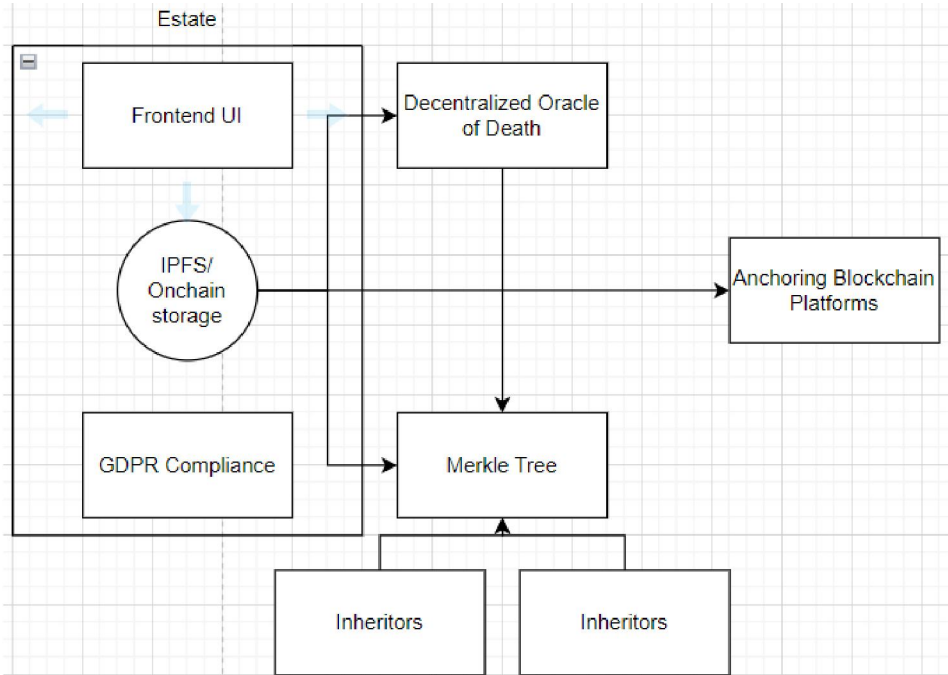 Estate
Frontend UI
Decentralized Oracle
of Death
IPFS/
Onchain
storage
Anchoring Blockchain
Platforms
GDPR Compliance
Merkle Tree
Inheritors
Inheritors